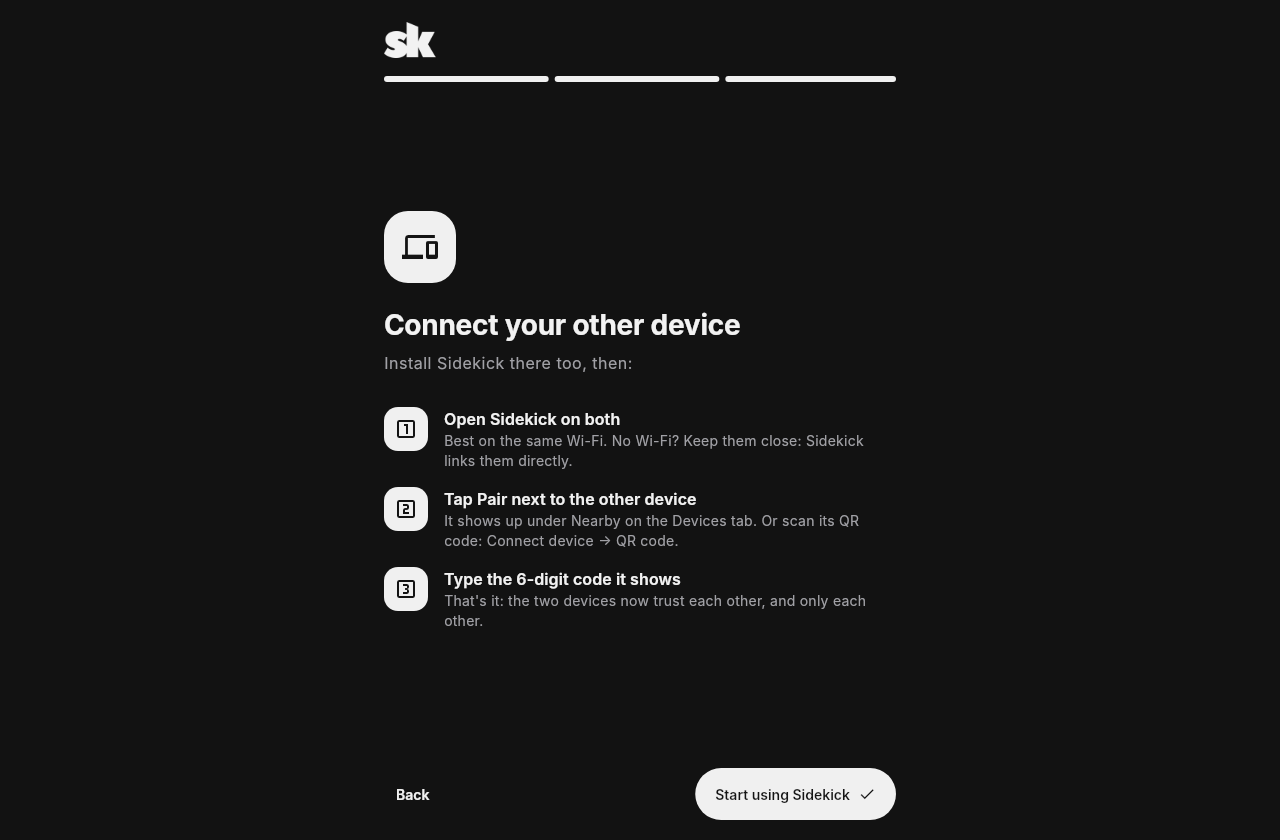 sk
Connect your other device
Install Sidekick there too, then:
1
Open Sidekick on both
Best on the same Wi-Fi. No Wi-Fi? Keep them close: Sidekick
links them directly.
2
Tap Pair next to the other device
It shows up under Nearby on the Devices tab. Or scan its QR
code: Connect device → QR code.
3
Type the 6-digit code it shows
That's it: the two devices now trust each other, and only each
other.
Back
Start using Sidekick